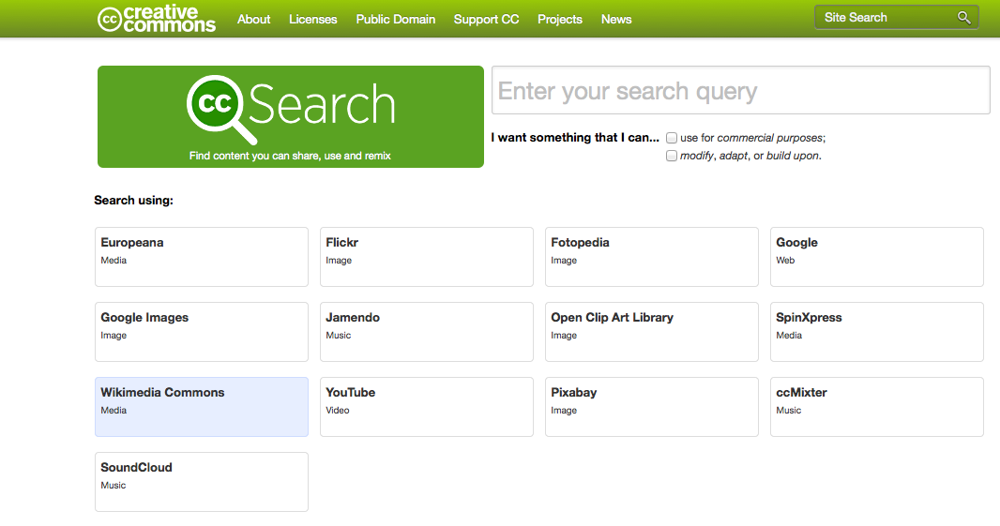 cc creative commons
About Licenses Public Domain Support CC Projects News
Site Search
cc Search
Find content you can share, use and remix
Enter your search query
I want something that I can... use for commercial purposes;
modify, adapt, or build upon.
Search using:
Europeana
Media
Flickr
Image
Fotopedia
Image
Google
Web
Google Images
Image
Jamendo
Music
Open Clip Art Library
Image
SpinXpress
Media
Wikimedia Commons
Media
YouTube
Video
Pixabay
Image
ccMixter
Music
SoundCloud
Music